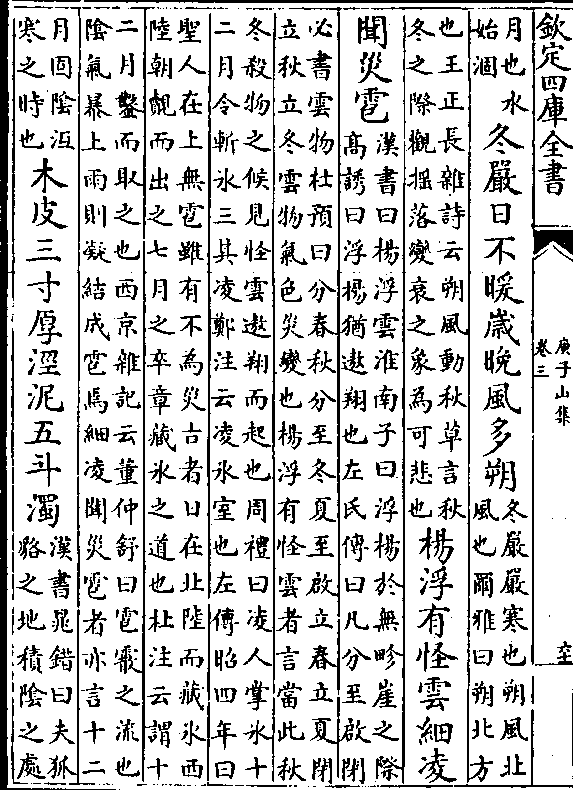 欽定四庫全書
庾子山集
卷三
月也水
始涸
冬嚴日不暖歲晚風多朔
冬嚴嚴寒也朔風北
風也爾雅曰朔北方
也王正長雜詩云朔風動秋草言秋
冬之際觀揺落變衰之象為可悲也
楊浮有怪雲細凌
聞災雹
漢書曰楊浮雲淮南子曰浮楊於無畛崖之際
髙誘曰浮楊猶遨翔也左氏傳曰凡分至啟閉
必書雲物杜預曰分春秋分至冬夏至啟立春立夏閉
立秋立冬雲物氣色災變也楊浮有怪雲者言當此秋
冬殺物之候見怪雲遨翔而起也周禮曰凌人掌氷十
二月令斬氷三其凌鄭注云凌氷室也左傳昭四年曰
聖人在上無雹雖有不為災古者日在北陸而藏氷西
陸朝覿而出之七月之卒章藏氷之道也杜注云謂十
二月鑿而取之也西京雜記云董仲舒曰雹霰之流也
陰氣暴上雨則凝結成雹焉細凌聞災雹者亦言十二
月固陰沍
寒之時也
木皮三寸厚涇泥五斗濁
漢書晁錯曰夫狐
貉之地積陰之處